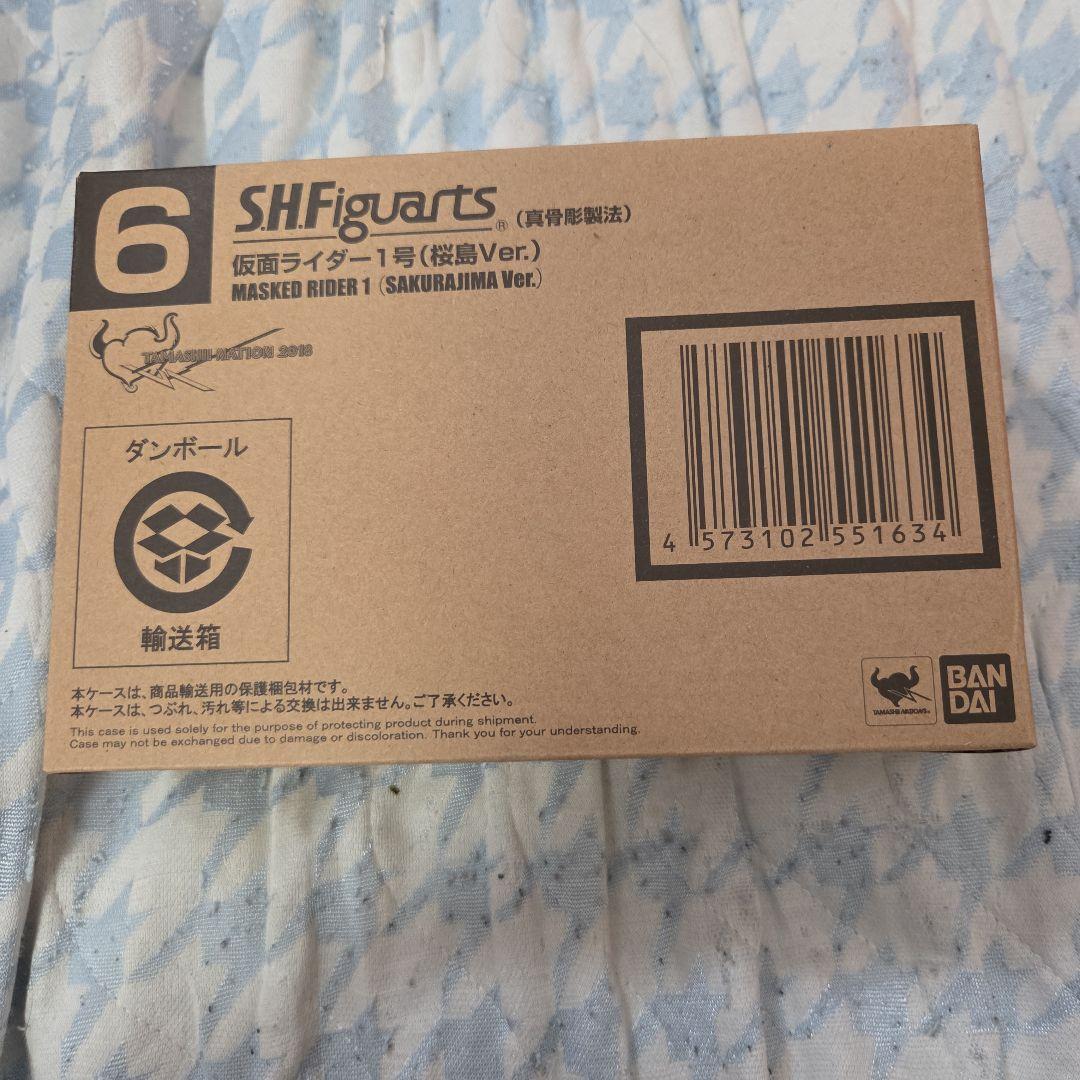 6
S.H.Figuarts® (真骨彫製法)
仮面ライダー1号(桜島Ver.)
MASKED RIDER 1 (SAKURAJIMA Ver.)
TAMASHII NATION 2018
ダンボール
輸送箱
4 573102 551634
本ケースは、商品輸送用の保護梱包材です。
本ケースは、つぶれ、汚れ等による交換は出来ません。ご了承ください。
This case is used solely for the purpose of protecting product during shipment.
Case may not be exchanged due to damage or discoloration. Thank you for your understanding.
TAMASHII NATIONS
BAN
DAI